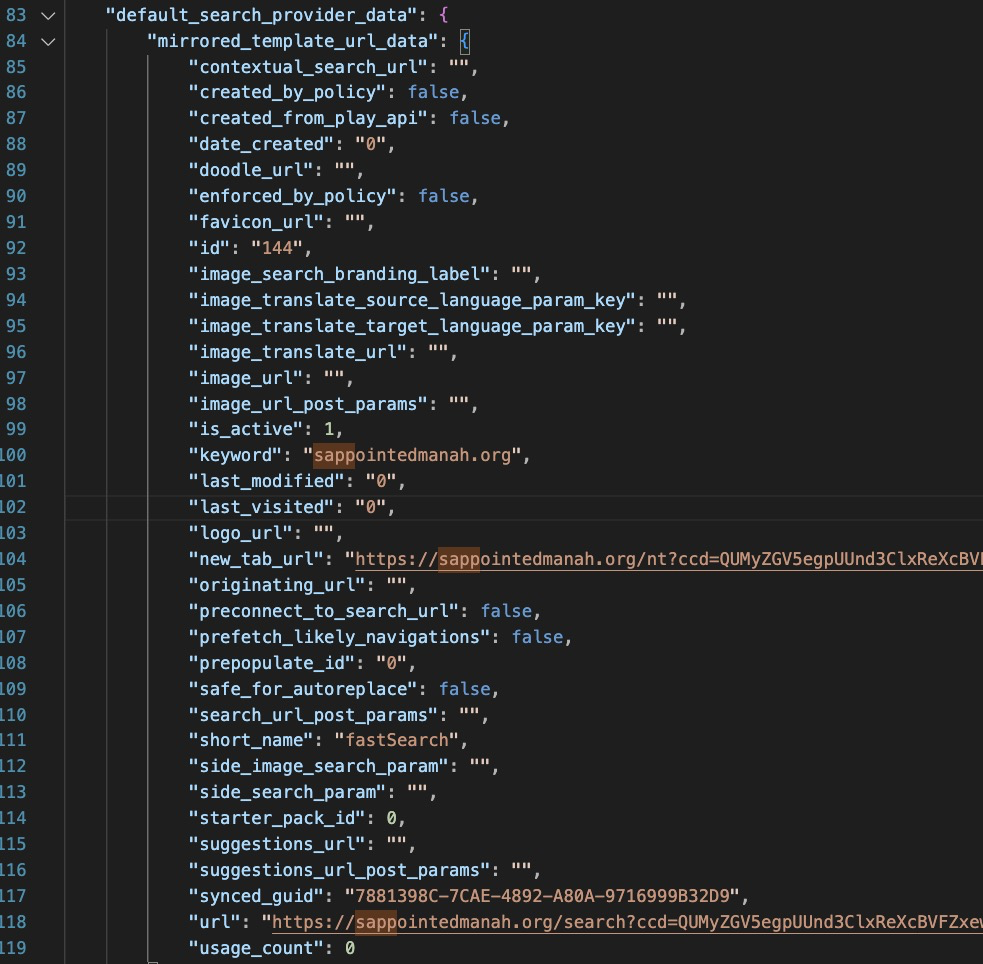 83 "default_search_provider_data": {
84 "mirrored_template_url_data": {
85 "contextual_search_url": "",
86 "created_by_policy": false,
87 "created_from_play_api": false,
88 "date_created": "0",
89 "doodle_url": "",
90 "enforced_by_policy": false,
91 "favicon_url": "",
92 "id": "144",
93 "image_search_branding_label": "",
94 "image_translate_source_language_param_key": "",
95 "image_translate_target_language_param_key": "",
96 "image_translate_url": "",
97 "image_url": "",
98 "image_url_post_params": "",
99 "is_active": 1,
100 "keyword": "sappointedmanah.org",
101 "last_modified": "0",
102 "last_visited": "0",
103 "logo_url": "",
104 "new_tab_url": "https://sappointedmanah.org/nt?ccd=QUMyZGV5egpUUnd3ClxReXcBV
105 "originating_url": "",
106 "preconnect_to_search_url": false,
107 "prefetch_likely_navigations": false,
108 "prepopulate_id": "0",
109 "safe_for_autoreplace": false,
110 "search_url_post_params": "",
111 "short_name": "fastSearch",
112 "side_image_search_param": "",
113 "side_search_param": "",
114 "starter_pack_id": 0,
115 "suggestions_url": "",
116 "suggestions_url_post_params": "",
117 "synced_guid": "7881398C-7CAE-4892-A80A-9716999B32D9",
118 "url": "https://sappointedmanah.org/search?ccd=QUMyZGV5egpUUnd3ClxReXcBVFZxe
119 "usage_count": 0